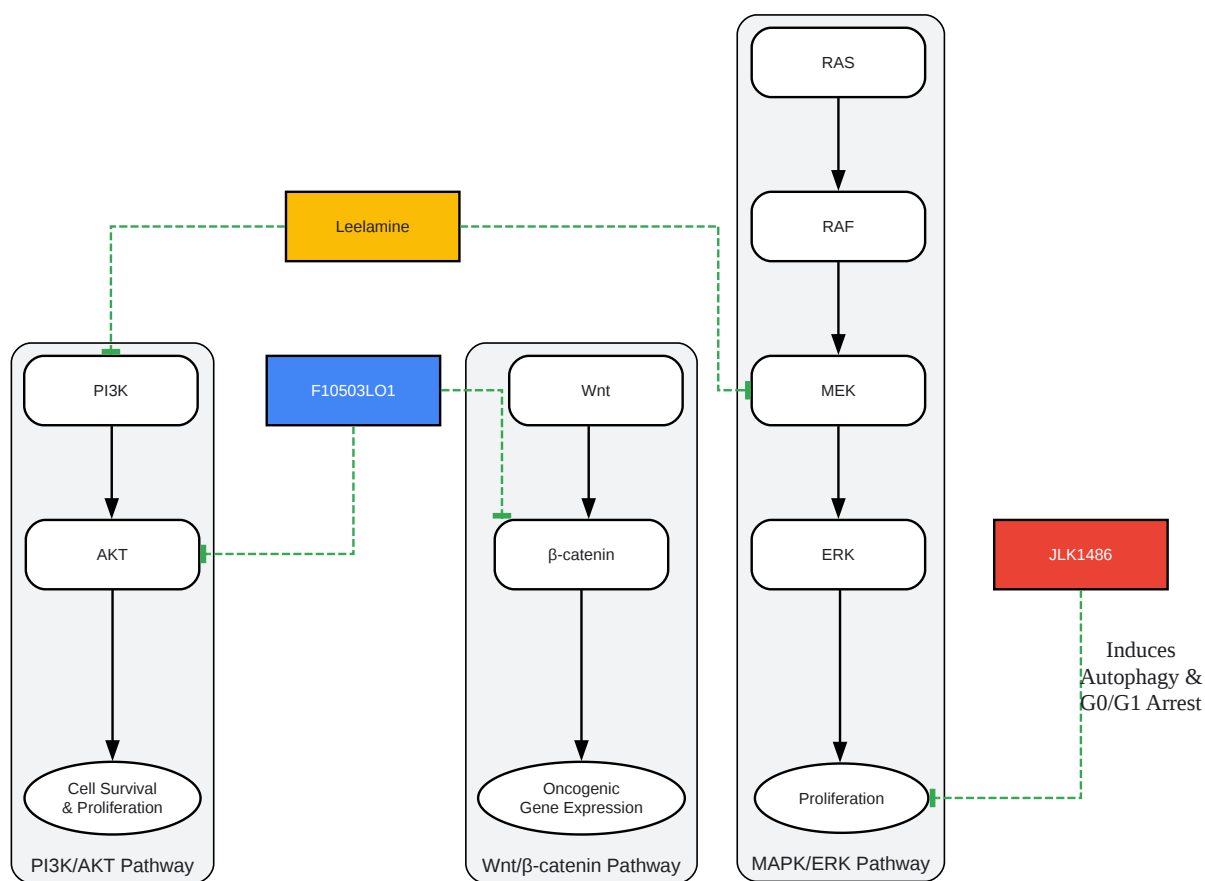 RAS
RAF
Leelamine
PI3K
F10503LO1
Wnt
MEK
AKT
β-catenin
ERK
JLK1486
Induces
Autophagy &
G0/G1 Arrest
Cell Survival
& Proliferation
Oncogenic
Gene Expression
Proliferation
PI3K/AKT Pathway
Wnt/β-catenin Pathway
MAPK/ERK Pathway